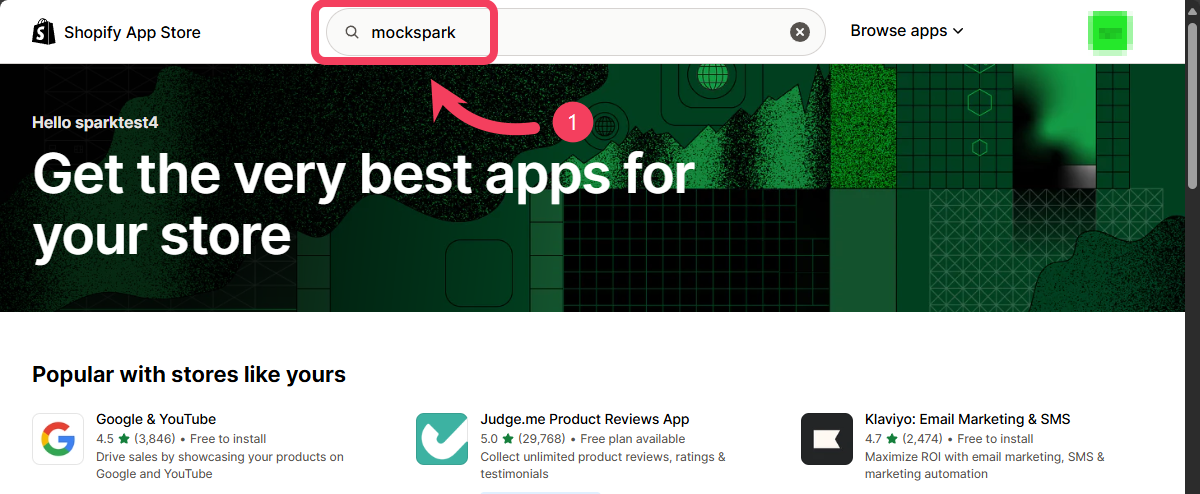 Shopify App Store
mockspark
Browse apps
1
Hello sparktest4
Get the very best apps for
your store
Popular with stores like yours
Google & YouTube
4.5 ★ (3,846) • Free to install
Drive sales by showcasing your products on
Google and YouTube
Judge.me Product Reviews App
5.0 ★ (29,768) • Free plan available
Collect unlimited product reviews, ratings &
testimonials
Klaviyo: Email Marketing & SMS
4.7 ★ (2,474) • Free to install
Maximize ROI with email marketing, SMS &
marketing automation